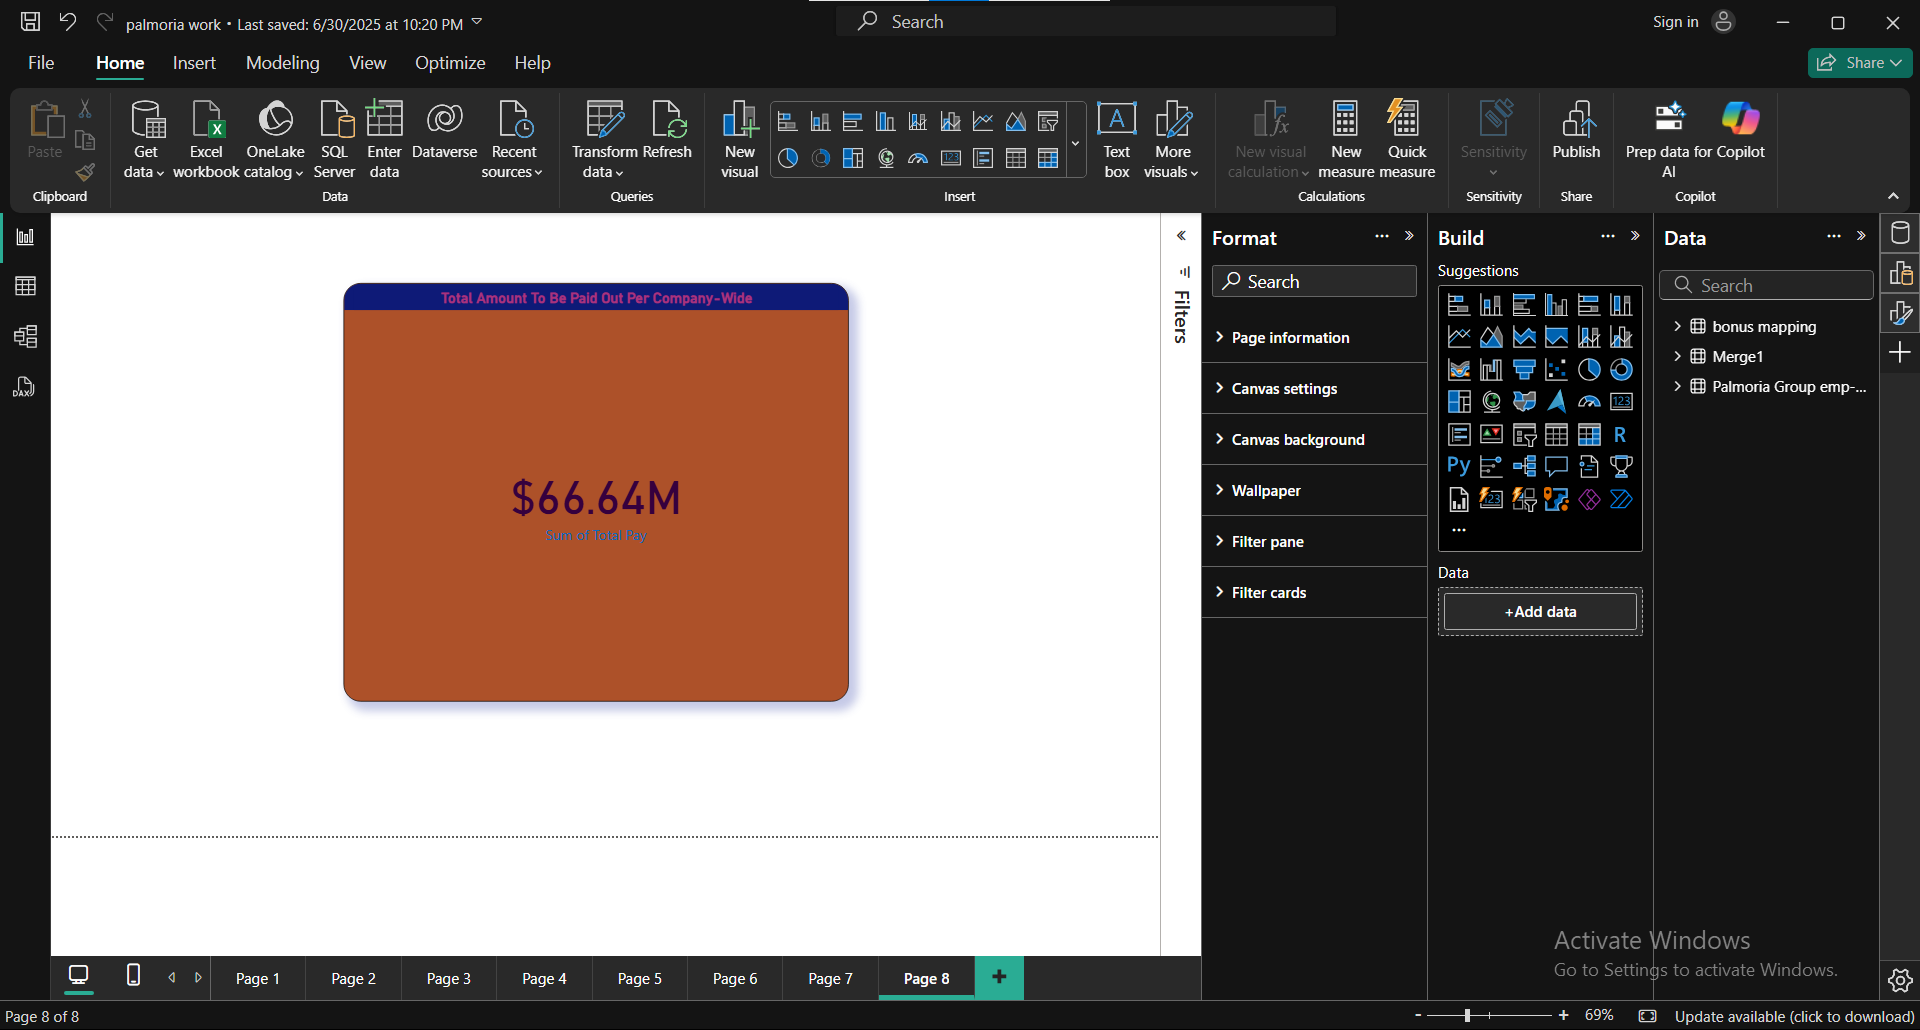 palmoria work • Last saved: 6/30/2025 at 10:20 PM
Search
Sign in
File
Home
Insert
Modeling
View
Optimize
Help
Share
Paste
Clipboard
Get data
Excel workbook
OneLake catalog
SQL Server
Enter data
Dataverse
Recent sources
Data
Transform data
Refresh
Queries
New visual
Text box
More visuals
Insert
New visual calculation
New measure
Quick measure
Calculations
Sensitivity
Sensitivity
Publish
Share
Prep data for AI
Copilot
Copilot
Total Amount To Be Paid Out Per Company-Wide
$66.64M
Sum of Total Pay
Filters
Format
Search
Page information
Canvas settings
Canvas background
Wallpaper
Filter pane
Filter cards
Build
Suggestions
R
Py
Data
+Add data
Data
Search
bonus mapping
Merge1
Palmoria Group emp-...
DAX
Activate Windows
Go to Settings to activate Windows.
Page 1
Page 2
Page 3
Page 4
Page 5
Page 6
Page 7
Page 8
Page 8 of 8
69%
Update available (click to download)